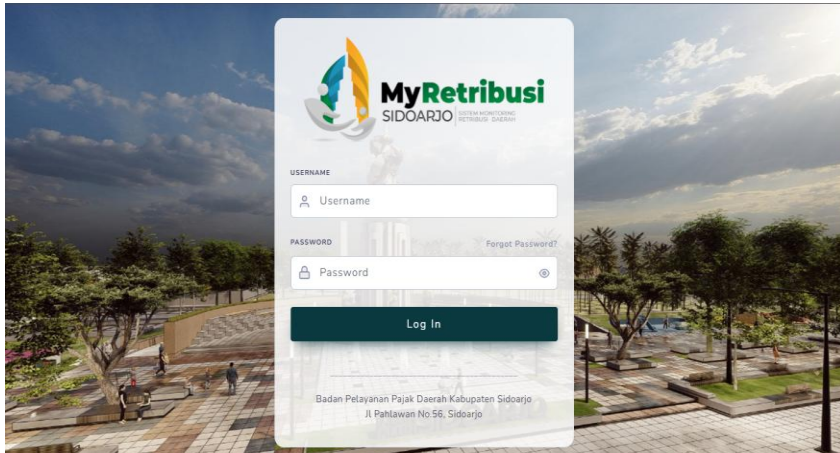 MyRetribusi
SIDOARJO
SISTEM MONITORING
RETRIBUSI DAERAH
USERNAME
Username
PASSWORD Forgot Password?
Password
Log In
Badan Pelayanan Pajak Daerah Kabupaten Sidoarjo
Jl Pahlawan No.56, Sidoarjo